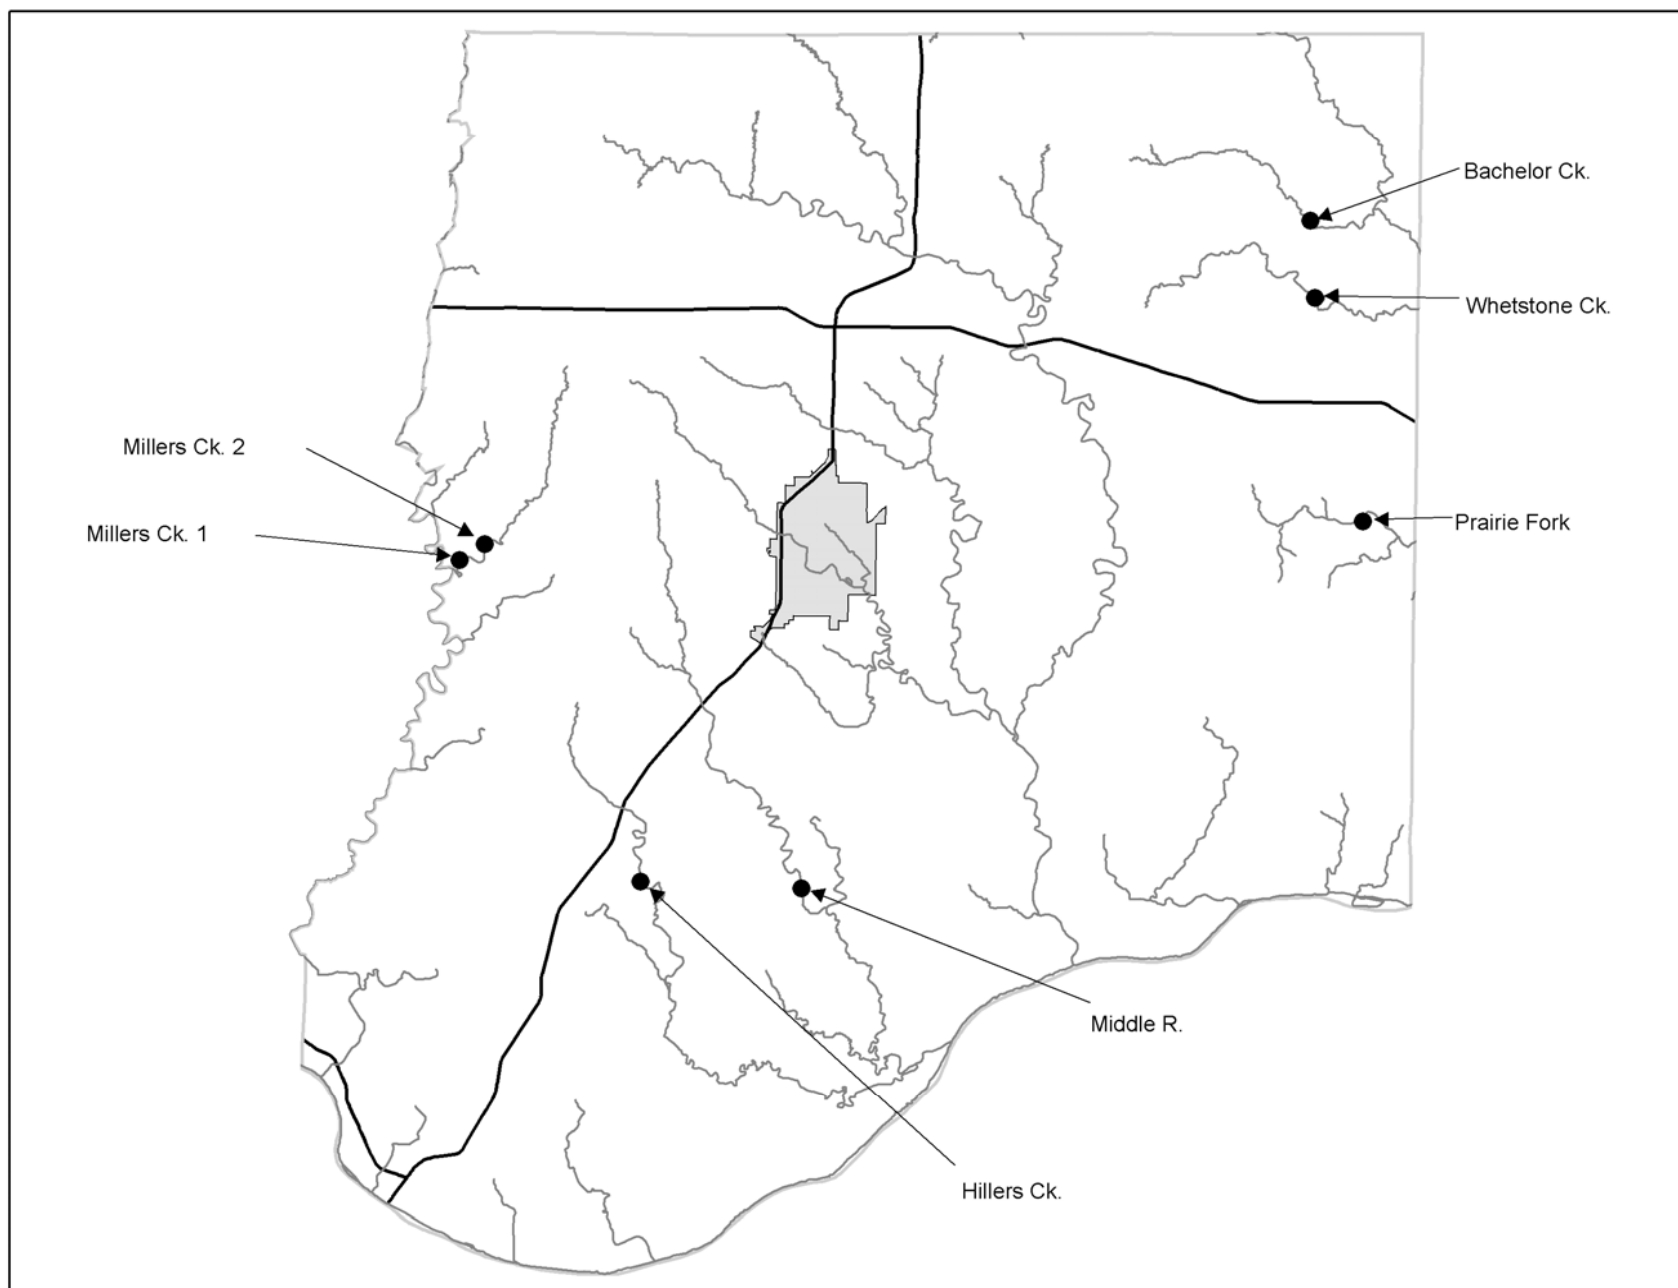 Bachelor Ck.
Whetstone Ck.
Millers Ck. 2
Millers Ck. 1
Prairie Fork
Middle R.
Hillers Ck.